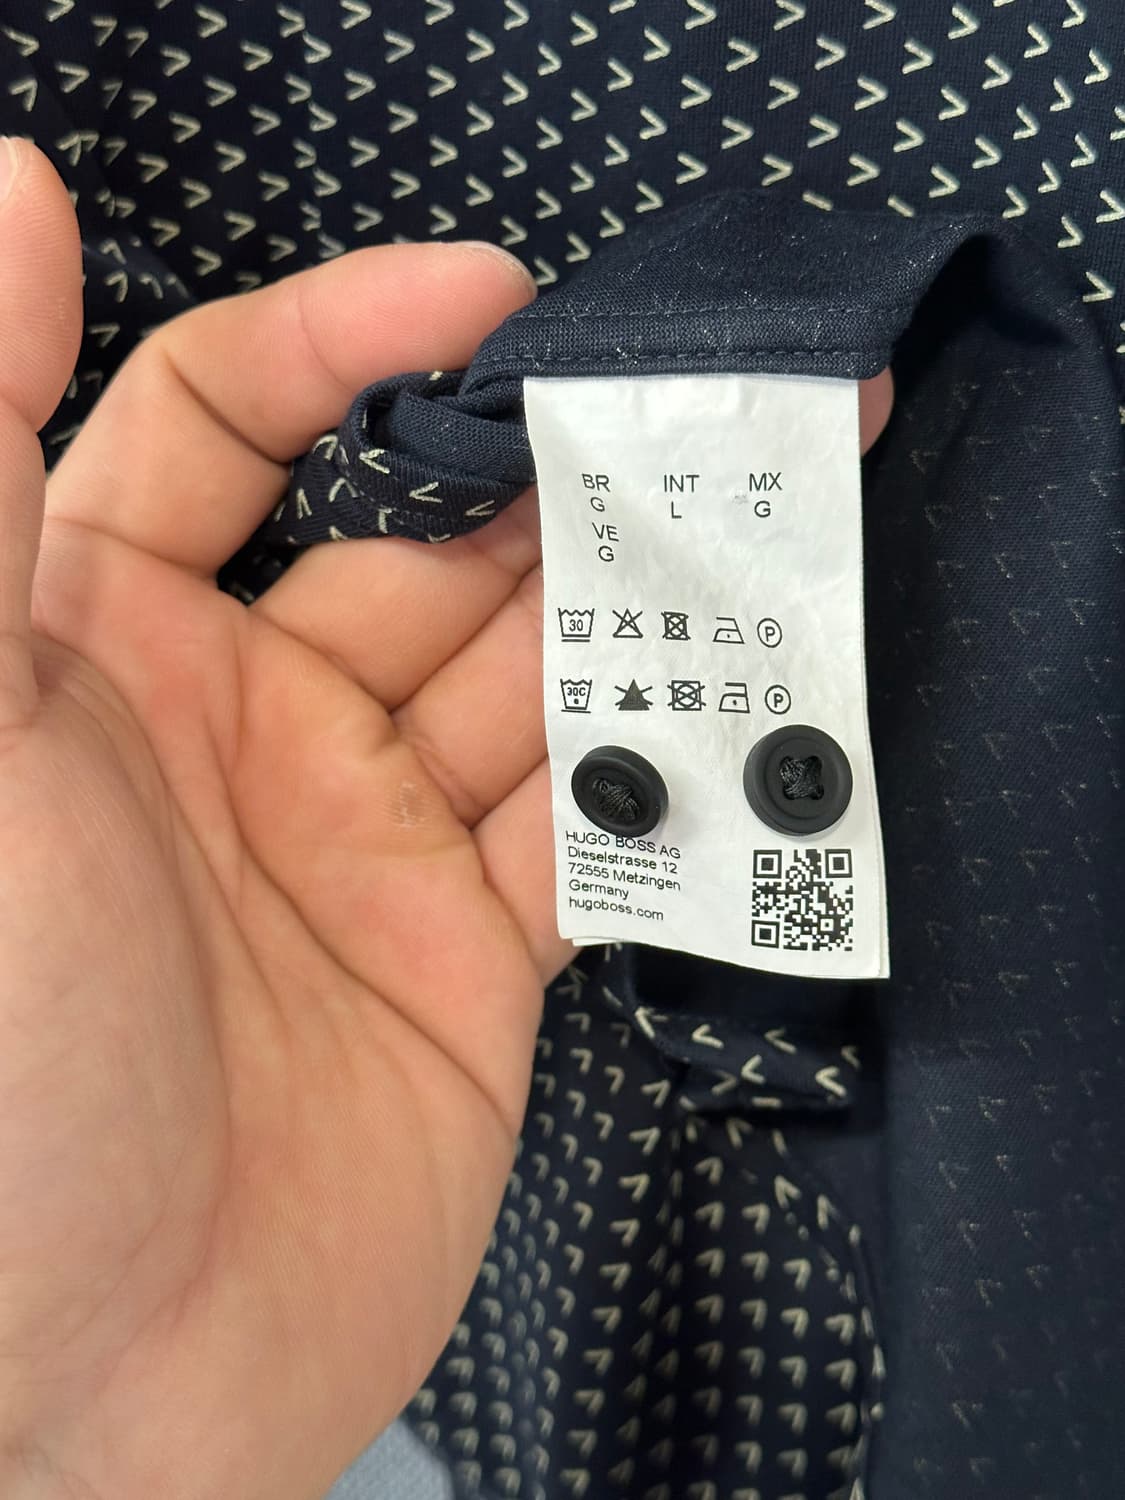 BR INT MX
G L G
VE
G
30 P
30C P
HUGO BOSS AG
Dieselstrasse 12
72555 Metzingen
Germany
hugoboss.com